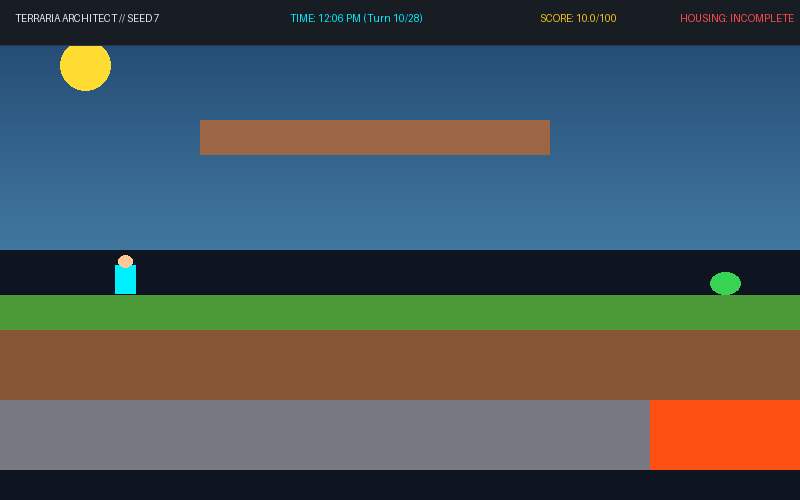 TERRARIA ARCHITECT // SEED 7
TIME: 12:06 PM (Turn 10/28)
SCORE: 10.0/100
HOUSING: INCOMPLETE